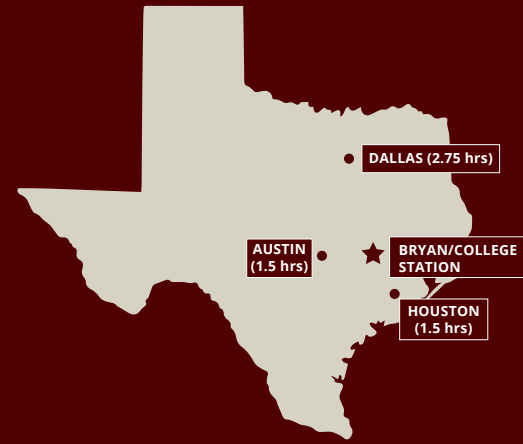 DALLAS (2.75 hrs)
AUSTIN
(1.5 hrs)
BRYAN/COLLEGE
STATION
HOUSTON
(1.5 hrs)